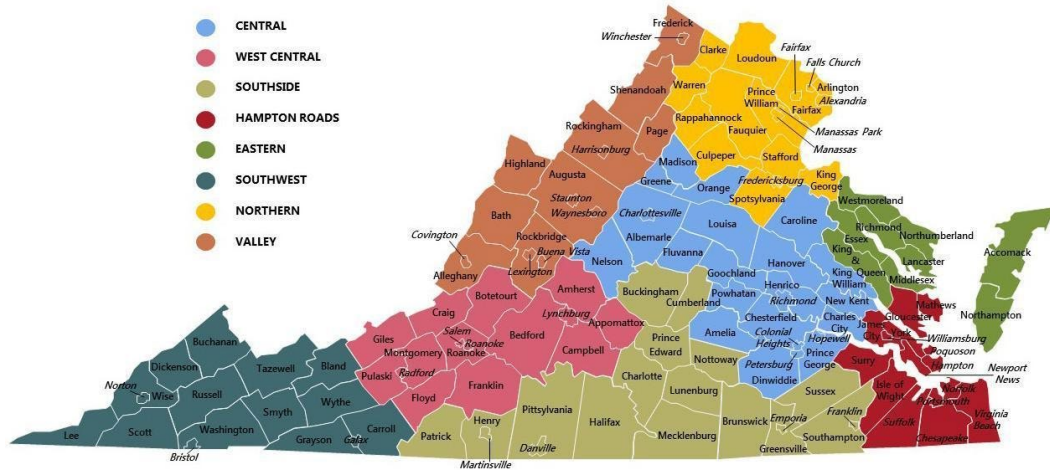 CENTRAL
WEST CENTRAL
SOUTHSIDE
HAMPTON ROADS
EASTERN
SOUTHWEST
NORTHERN
VALLEY
Frederick
Winchester
Clarke
Loudoun
Fairfax
Falls Church
Shenandoah
Warren
Prince
William
Arlington
Alexandria
Fairfax
Rappahannock
Fauquier
Manassas Park
Manassas
Rockingham
Harrisonburg
Page
Madison
Culpeper
Stafford
Highland
Augusta
Greene
Orange
Fredericksburg
King
George
Spotsylvania
Staunton
Waynesboro
Bath
Charlottesville
Louisa
Caroline
Westmoreland
Richmond
Northumberland
Essex
Lancaster
Accomack
Covington
Rockbridge
Buena Vista
Albemarle
Fluvanna
Hanover
King
&
Queen
Middlesex
Alleghany
Lexington
Nelson
Goochland
Henrico
King
William
Botetourt
Amherst
Buckingham
Cumberland
Powhatan
Richmond
New Kent
Mathews
Gloucester
Northampton
Craig
Lynchburg
Appomattox
Chesterfield
Charles
City
James
City
York
Williamsburg
Poquoson
Hampton
Newport
News
Giles
Salem
Roanoke
Roanoke
Bedford
Amelia
Colonial
Heights
Hopewell
Montgomery
Radford
Campbell
Prince
Edward
Nottoway
Petersburg
Prince
George
Surry
Buchanan
Dickenson
Tazewell
Bland
Pulaski
Floyd
Franklin
Charlotte
Lunenburg
Dinwiddie
Sussex
Isle of
Wight
Norfolk
Portsmouth
Norton
Wise
Russell
Smyth
Wythe
Carroll
Pittsylvania
Halifax
Mecklenburg
Brunswick
Emporia
Franklin
Suffolk
Virginia
Beach
Lee
Scott
Washington
Bristol
Grayson
Galax
Patrick
Henry
Martinsville
Danville
Greensville
Southampton
Chesapeake